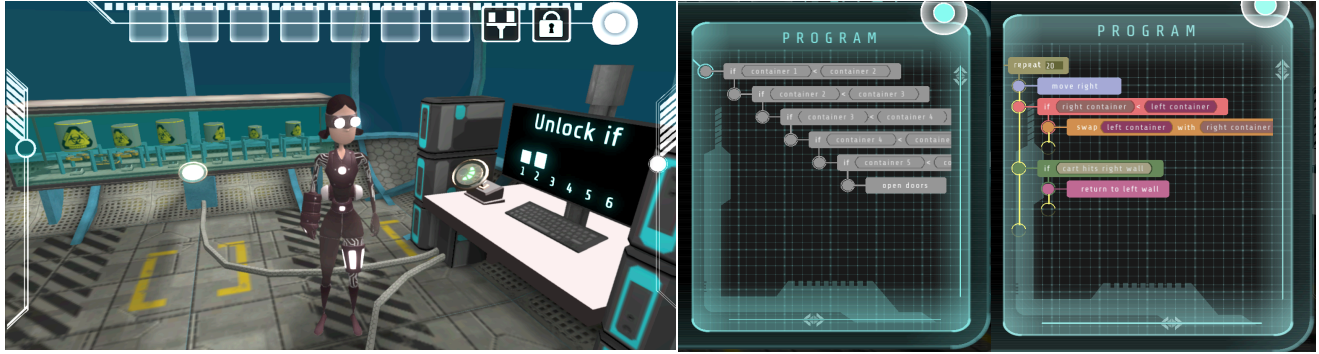 Unlock if
1 2 3 4 5 6
PROGRAM
if container 1 < container 2
if container 2 < container 3
if container 3 < container 4
if container 4 <
if container 5 <
open doors
PROGRAM
repeat 20
move right
if right container < left container
swap left container with right container
if cart hits right wall
return to left wall